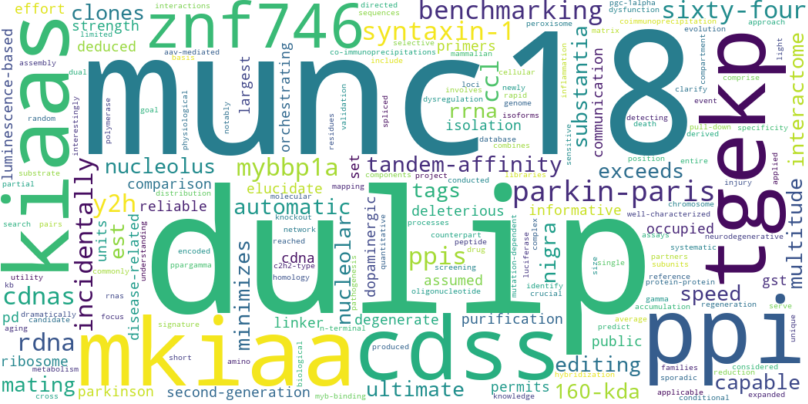 effort
clones
strength
limited
deduced
znf746
benchmarking
syntaxin-1
primers
sixty-four
interactions
directed
sequences
pgc-1alpha
dysfunction
coimmunoprecipitation
peroxisome
aav-mediated
co-immunoprecipitations
selective
approach
mammalian
matrix
basis
include
evolution
cellular
compartment
light
luminescence-based
assembly
random
kiaas
dual
goal
polymerase
interestingly
physiological
notably
largest
orchestrating
munc18
validation
residues
spliced
involves
dysregulation
isoforms
combines
database
loci
newly
rapid
genome
ccl
rrna
isolation
sensitive
inflammation
substantia
communication
clarify
event
detecting
death
position
pull-down
derived
specificity
entire
tgekp
interactome
comprise
substrate
partial
nucleolus
comparison
distribution
search
pairs
y2h
reliable
mybbp1a
elucidate
components
molecular
knockout
network
reached
mapping
set
tandem-affinity
project
conducted
libraries
exceeds
parkin-paris
injury
applied
incidentally
automatic
tags
deleterious
processes
counterpart
peptide
drug
informative
well-characterized
chromosome
occupied
neurodegenerative
multitude
est
units
disease-related
understanding
encoded
ppargamma
c2h2-type
homology
cdna
nucleolarc
dopaminergic
quantitative
dulip
ppis
commonly
screening
assumed
mutation-dependent
luciferase
complex
nigra
identify
crucial
size
single
assays
systematic
reference
protein-protein
partners
subunits
gamma
regeneration
accumulation
serve
speed
gst
focus
unique
cdnas
utility
kb
pd
rnas
dramatically
candidate
aging
rdna
minimizes
signature
pathogenesis
linker
n-terminal
degenerate
oligonucleotide
purification
public
average
predict
ppi
capable
ribosome
metabolism
mating
cross
mkiaa
short
amino
biological
produced
myb-binding
cdss
hybridization
editing
families
considered
sporadic
reduction
applicable
expanded
conditional
parkinson
second-generation
ultimate
permits
knowledge
160-kda